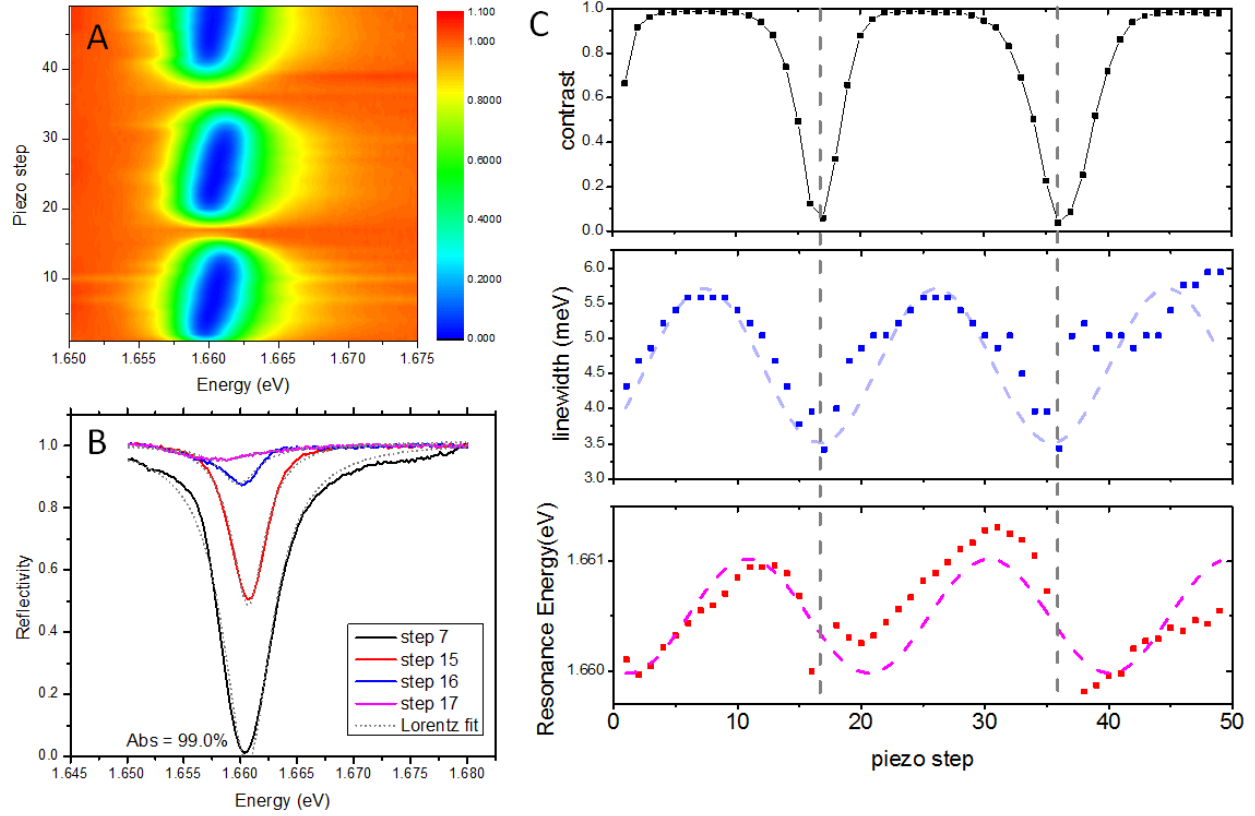 A
Piezo step
40
30
20
10
1.650 1.655 1.660 1.665 1.670 1.675
Energy (eV)
1.100
1.000
0.8000
0.6000
0.4000
0.2000
0.000
B
Reflectivity
1.0
0.8
0.6
0.4
0.2
0.0
step 7
step 15
step 16
step 17
Lorentz fit
Abs = 99.0%
1.645 1.650 1.655 1.660 1.665 1.670 1.675 1.680
Energy (eV)
C
contrast
1.0
0.8
0.6
0.4
0.2
0.0
linewidth (meV)
6.0
5.5
5.0
4.5
4.0
3.5
3.0
Resonance Energy(eV)
1.661
1.660
0 10 20 30 40 50
piezo step